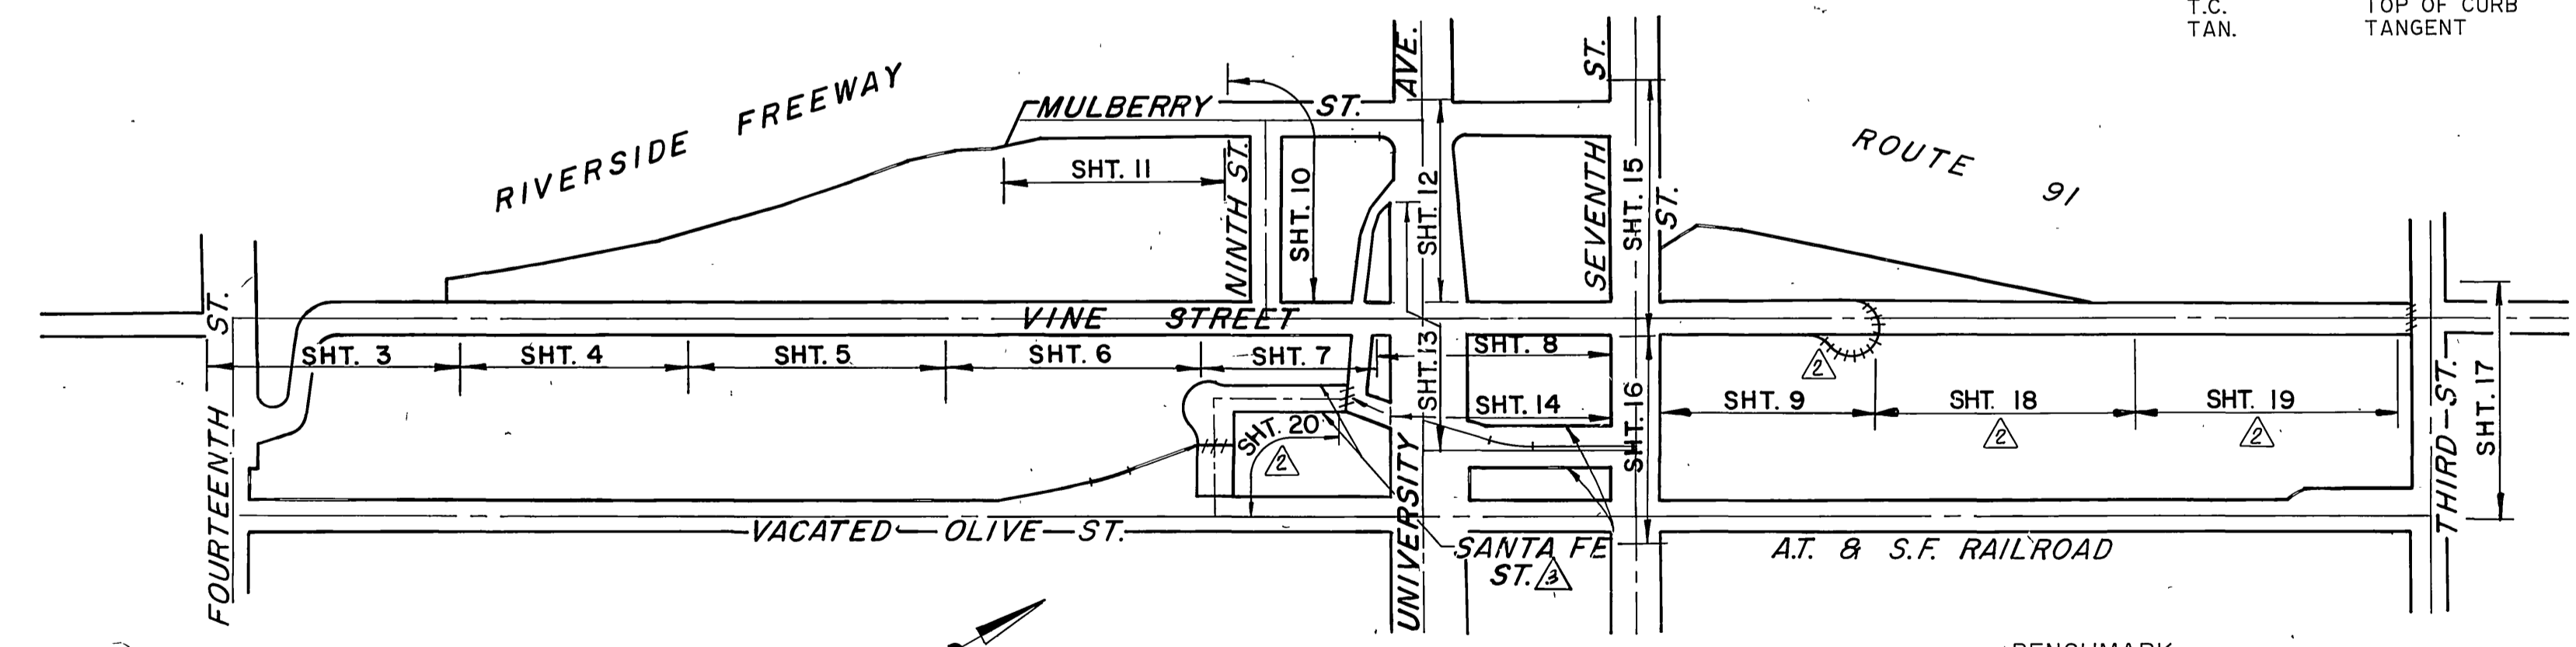 T.C. TOP OF CURB
TAN. TANGENT
RIVERSIDE FREEWAY
MULBERRY ST.
AVE.
ST.
ROUTE 91
SHT. 11
NINTH ST.
SHT. 10
SHT. 12
SEVENTH
SHT. 15
ST.
ST.
VINE STREET
SHT. 3
SHT. 4
SHT. 5
SHT. 6
SHT. 7
SHT. 13
SHT. 8
SHT. 14
SHT. 16
2
SHT. 9
SHT. 18
2
SHT. 19
2
SHT. 17
SHT. 20
2
FOURTEENTH
UNIVERSITY
THIRD ST.
VACATED OLIVE ST.
SANTA FE
ST. 3
A.T. & S.F. RAILROAD
BENCHMARK